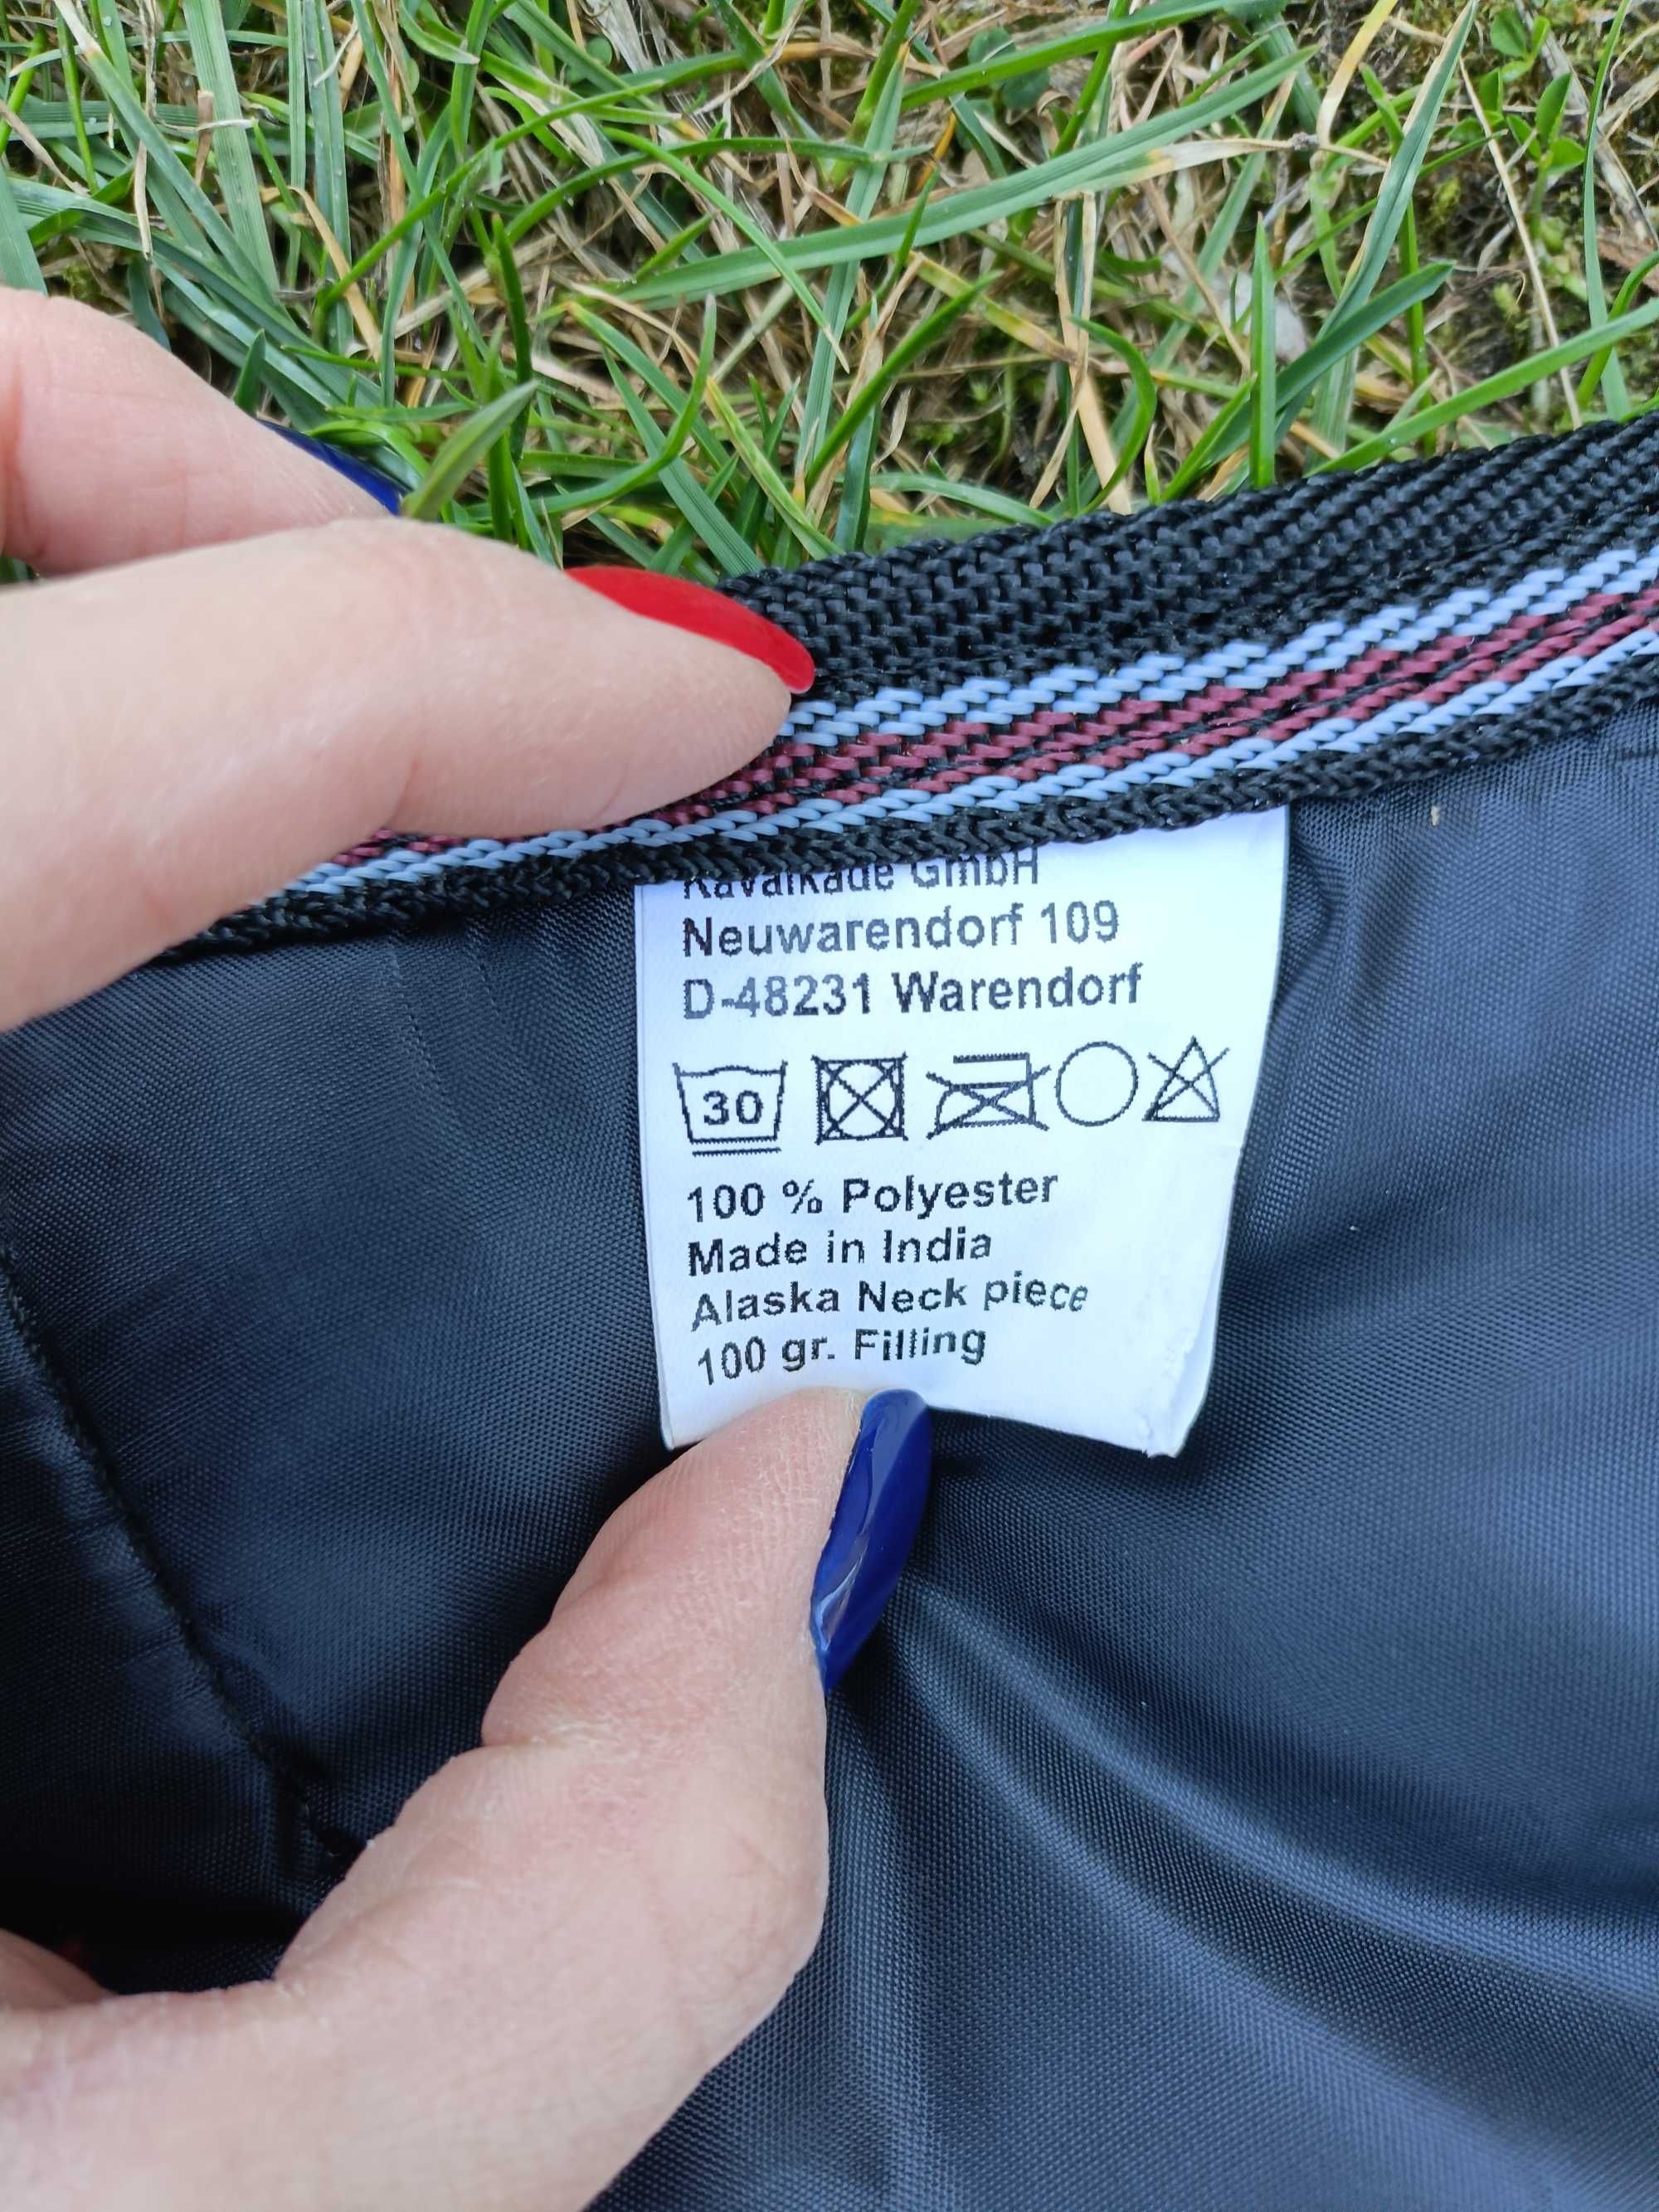 Kavalkade GmbH
Neuwarendorf 109
D-48231 Warendorf
30
100 % Polyester
Made in India
Alaska Neck piece
100 gr. Filling